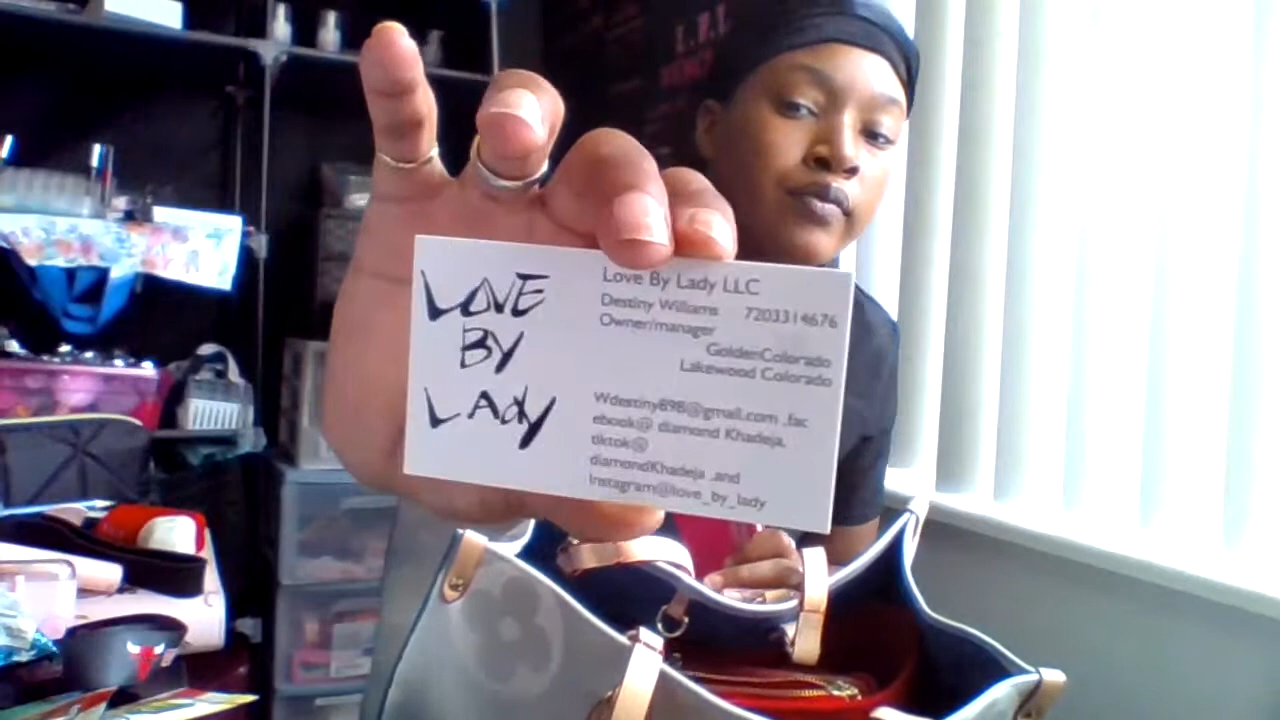 LOVE
BY
LAdy
Love By Lady LLC
Destiny Williams 7203314676
Owner/manager
GoldenColorado
Lakewood Colorado
Wdestiny898@gmail.com .fac
ebook@ diamond Khadeja,
tiktok@
diamondKhadeja .and
Instagram@love_by_lady